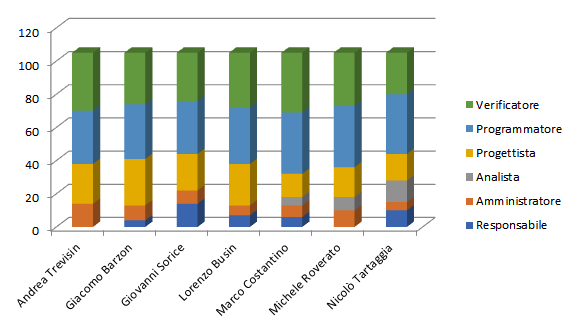 120
100
80
60
40
20
0
Andrea Trevisin
Giacomo Barzon
Giovanni Sorice
Lorenzo Busin
Marco Costantino
Michele Roverato
Nicolò Tartaggia
Verificatore
Programmatore
Progettista
Analista
Amministratore
Responsabile